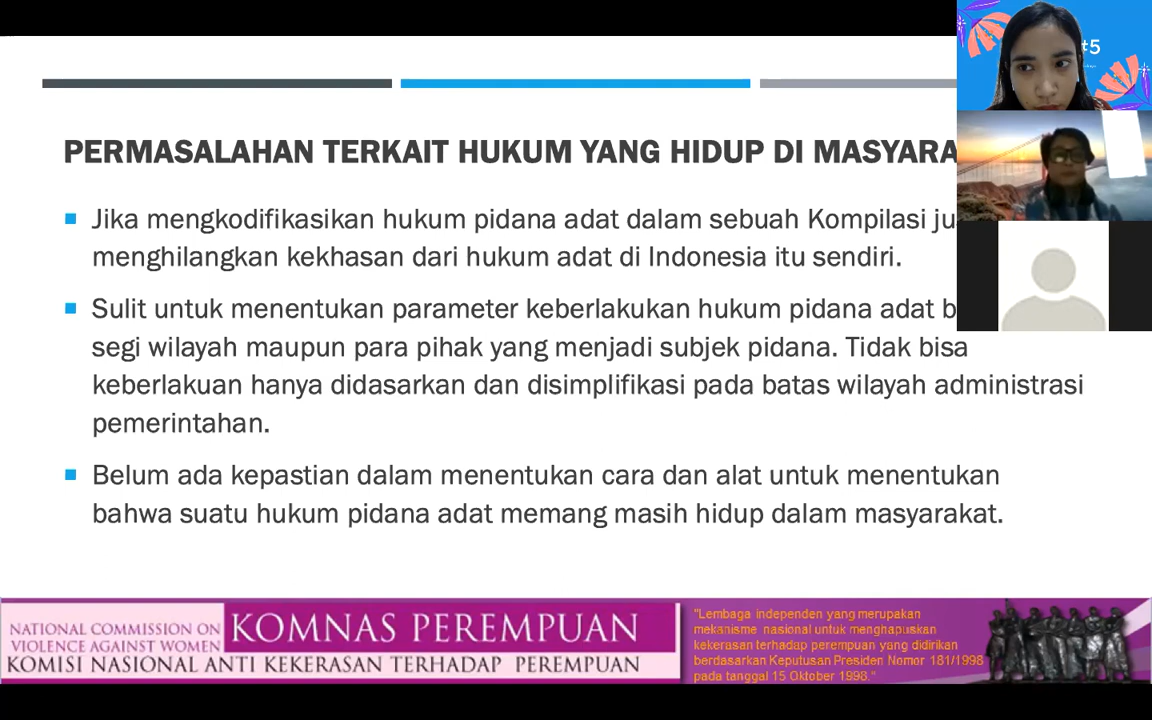 #5
PERMASALAHAN TERKAIT HUKUM YANG HIDUP DI
Jika mengkodifikasikan hukum pidana adat dalam sebuah Kompilasi
menghilangkan kekhasan dari hukum adat di Indonesia itu sendiri.
Sulit untuk menentukan parameter keberlakukan hukum pidana adat
segi wilayah maupun para pihak yang menjadi subjek pidana. Tidak bisa
keberlakuan hanya didasarkan dan disimplifikasi pada batas wilayah administrasi
pemerintahan.
Belum ada kepastian dalam menentukan cara dan alat untuk menentukan
bahwa suatu hukum pidana adat memang masih hidup dalam masyarakat.
NATIONAL COMMISSION ON
VIOLENCE AGAINST WOMEN
KOMNAS PEREMPUAN
KOMISI NASIONAL ANTI KEKERASAN TERHADAP PEREMPUAN
"Lembaga independen yang merupakan
mekanisme nasional untuk menghapuskan
kekerasan terhadap perempuan yang didirikan
berdasarkan Keputusan Presiden Nomor 181/1998
pada tanggal 15 Oktober 1998."